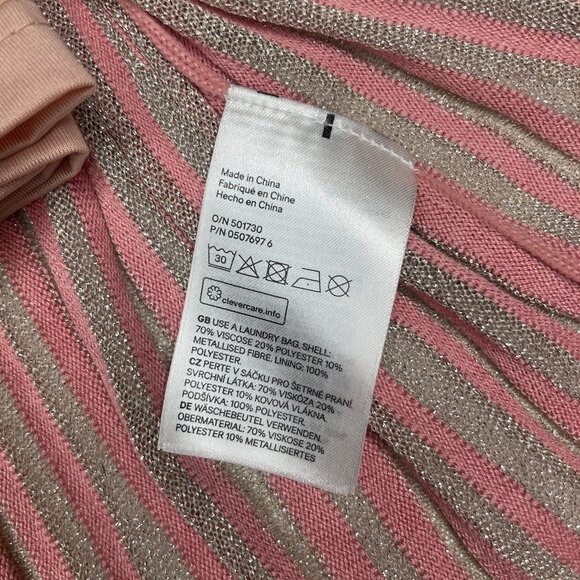 Made in China
Fabriqué en Chine
Hecho en China
O/N 501730
P/N 0507697 6
30
clevercare.info
GB USE A LAUNDRY BAG. SHELL:
70% VISCOSE 20% POLYESTER 10%
METALLISED FIBRE. LINING: 100%
POLYESTER.
CZ PERTE V SÁČKU PRO ŠETRNÉ PRANÍ.
SVRCHNÍ LÁTKA: 70% VISKÓZA 20%
POLYESTER 10% KOVOVÁ VLÁKNA.
PODŠÍVKA: 100% POLYESTER.
DE WÄSCHEBEUTEL VERWENDEN.
OBERMATERIAL: 70% VISKOSE 20%
POLYESTER 10% METALLISIERTES